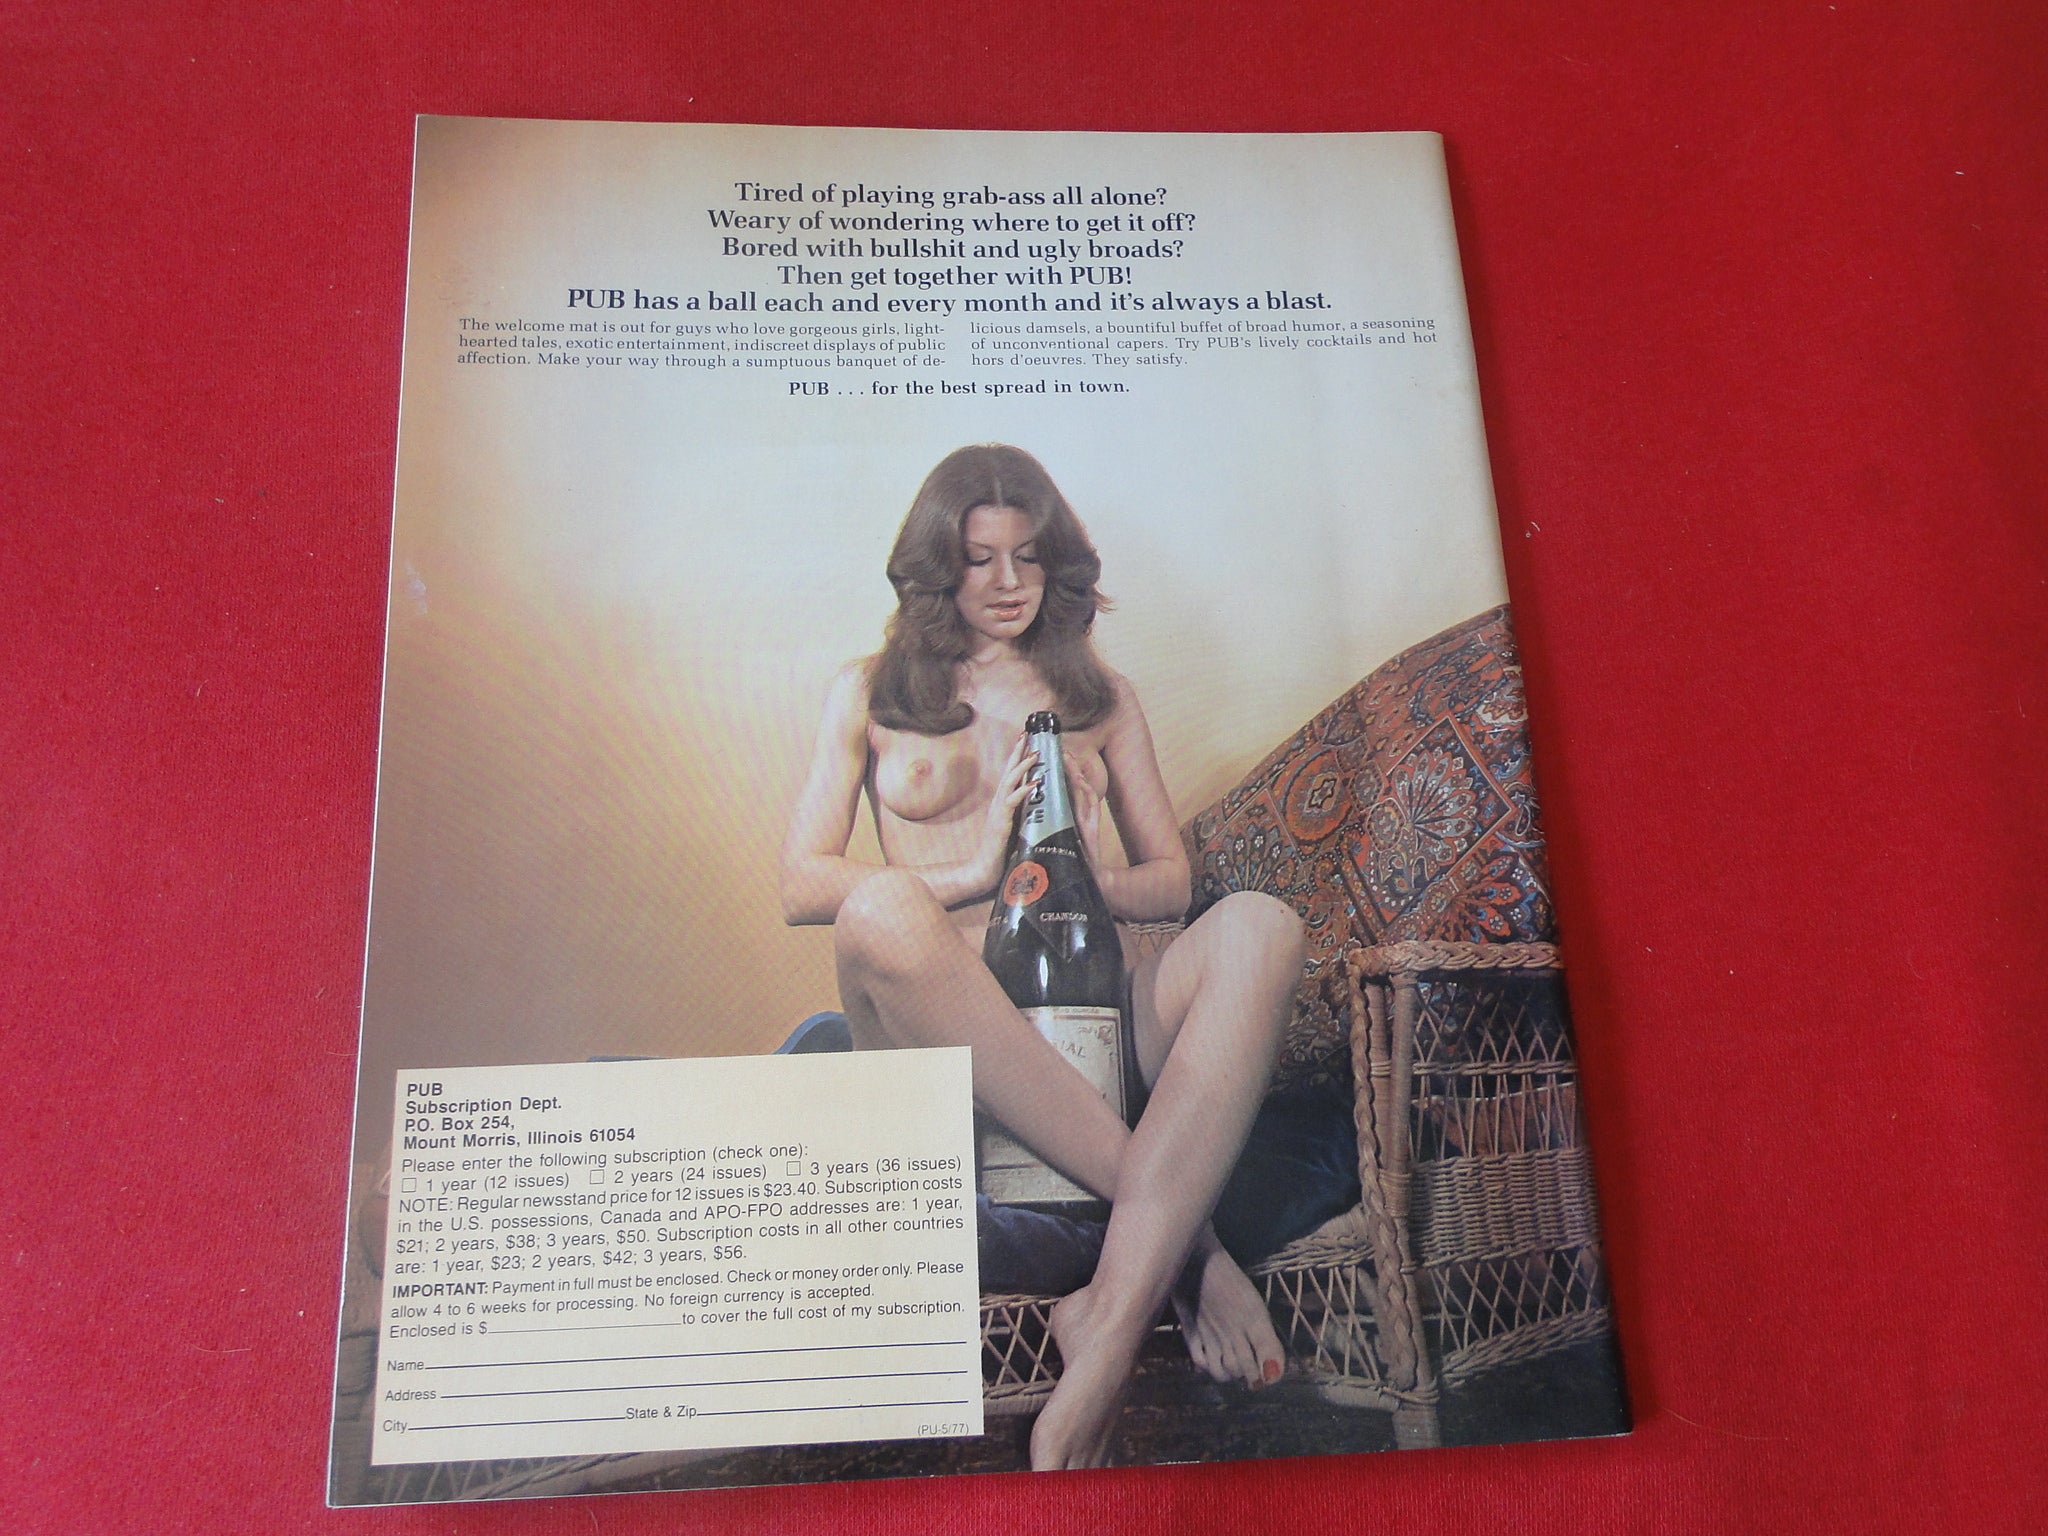 Tired of playing grab-ass all alone?
Weary of wondering where to get it off?
Bored with bullshit and ugly broads?
Then get together with PUB!
PUB has a ball each and every month and it's always a blast.
The welcome mat is out for guys who love gorgeous girls, light-
hearted tales, exotic entertainment, indiscreet displays of public
affection. Make your way through a sumptuous banquet of de-
licious damsels, a bountiful buffet of broad humor, a seasoning
of unconventional capers. Try PUB's lively cocktails and hot
hors d'oeuvres. They satisfy.
PUB . . . for the best spread in town.
MOËT
IMPERIAL
CHANDON
PUB
Subscription Dept.
P.O. Box 254,
Mount Morris, Illinois 61054
Please enter the following subscription (check one):
☐ 1 year (12 issues) ☐ 2 years (24 issues) ☐ 3 years (36 issues)
NOTE: Regular newsstand price for 12 issues is $23.40. Subscription costs
in the U.S. possessions, Canada and APO-FPO addresses are: 1 year,
$21; 2 years, $38; 3 years, $50. Subscription costs in all other countries
are: 1 year, $23; 2 years, $42; 3 years, $56.
IMPORTANT: Payment in full must be enclosed. Check or money order only. Please
allow 4 to 6 weeks for processing. No foreign currency is accepted.
Enclosed is $ to cover the full cost of my subscription.
Name
Address
City State & Zip
(PU-5/77)